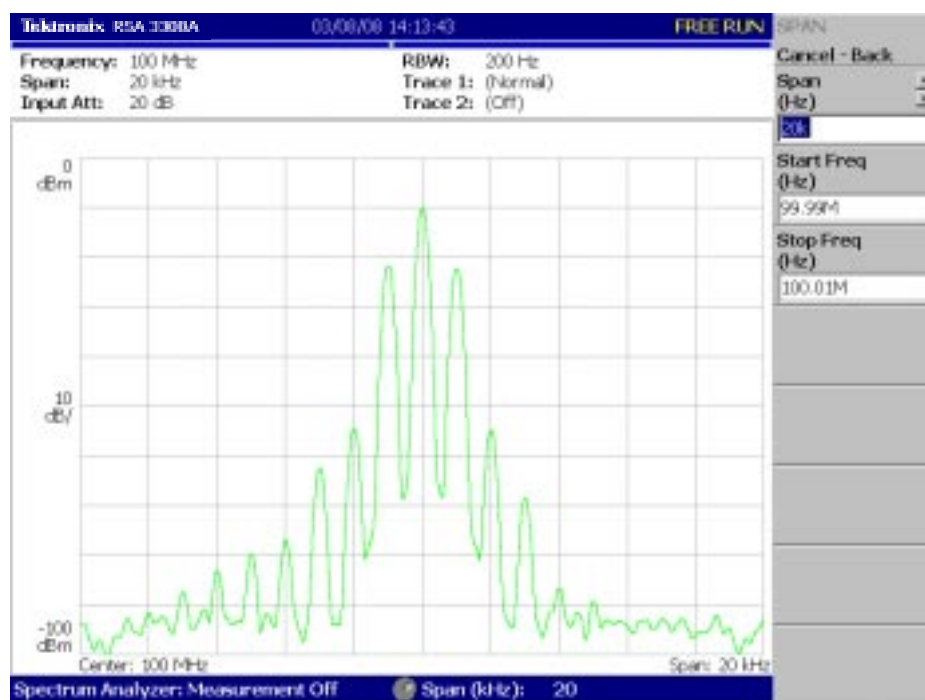 Tektronix RSA 3308A 03/08/08 14:13:43 FREE RUN
Frequency: 100 MHz RBW: 200 Hz
Span: 20 kHz Trace 1: (Normal)
Input Att: 20 dB Trace 2: (Off)
0
dBm
10
dB/
-100
dBm
Center: 100 MHz Span: 20 kHz
Spectrum Analyzer: Measurement Off Span (kHz): 20
SPAN
Cancel - Back
Span
(Hz)
20k
Start Freq
(Hz)
99.99M
Stop Freq
(Hz)
100.01M